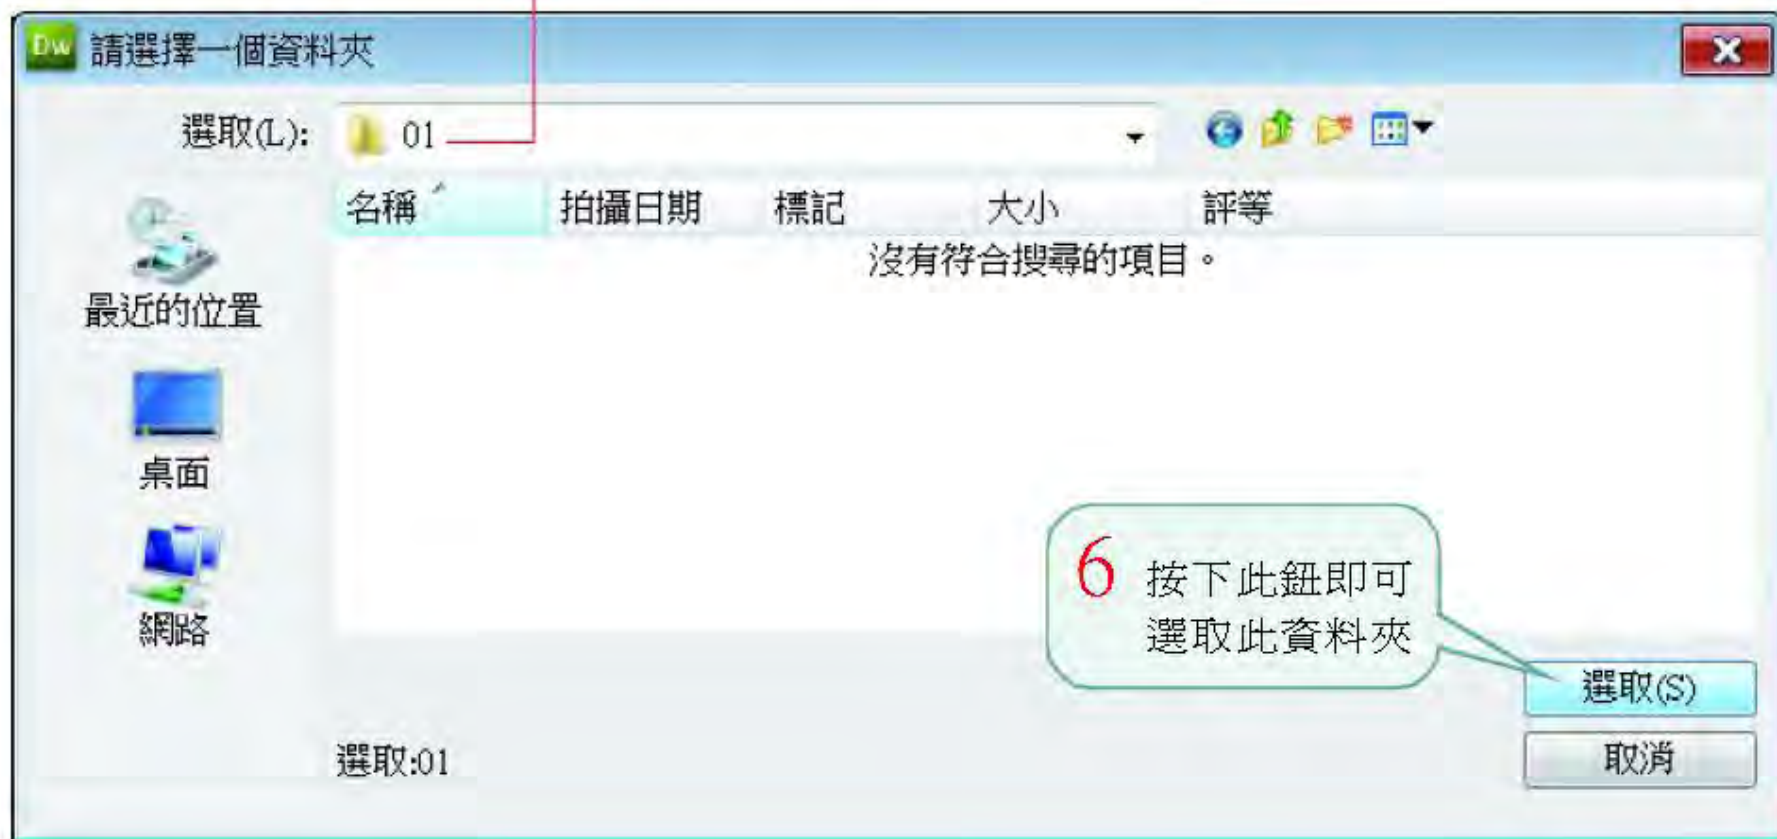 Dw 請選擇一個資料夾
選取(L): 01
名稱 拍攝日期 標記 大小 評等
沒有符合搜尋的項目。
最近的位置
桌面
網路
6 按下此鈕即可
選取此資料夾
選取(S)
選取:01
取消